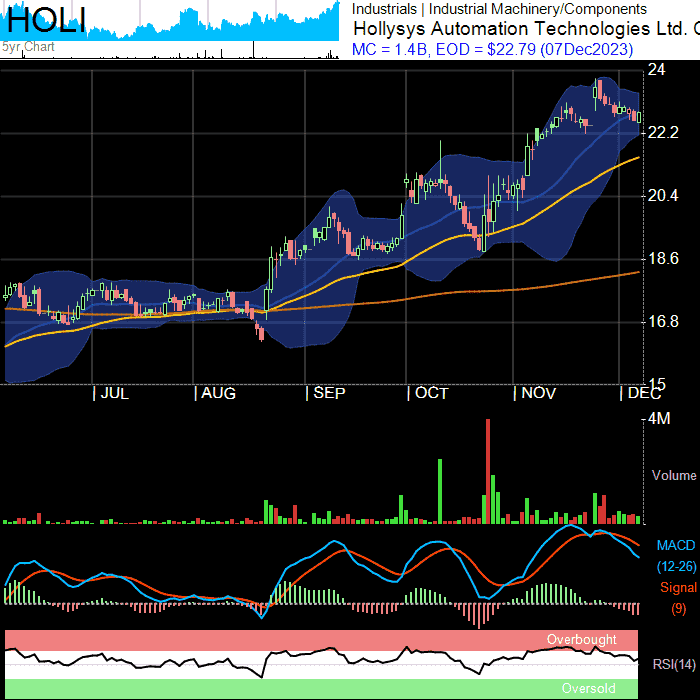 HOLI
5yr Chart
Industrials | Industrial Machinery/Components
Hollysys Automation Technologies Ltd. C
MC = 1.4B, EOD = $22.79 (07Dec2023)
24
22.2
20.4
18.6
16.8
15
JUL AUG SEP OCT NOV DEC
4M
Volume
MACD
(12-26)
Signal
(9)
Overbought
RSI(14)
Oversold